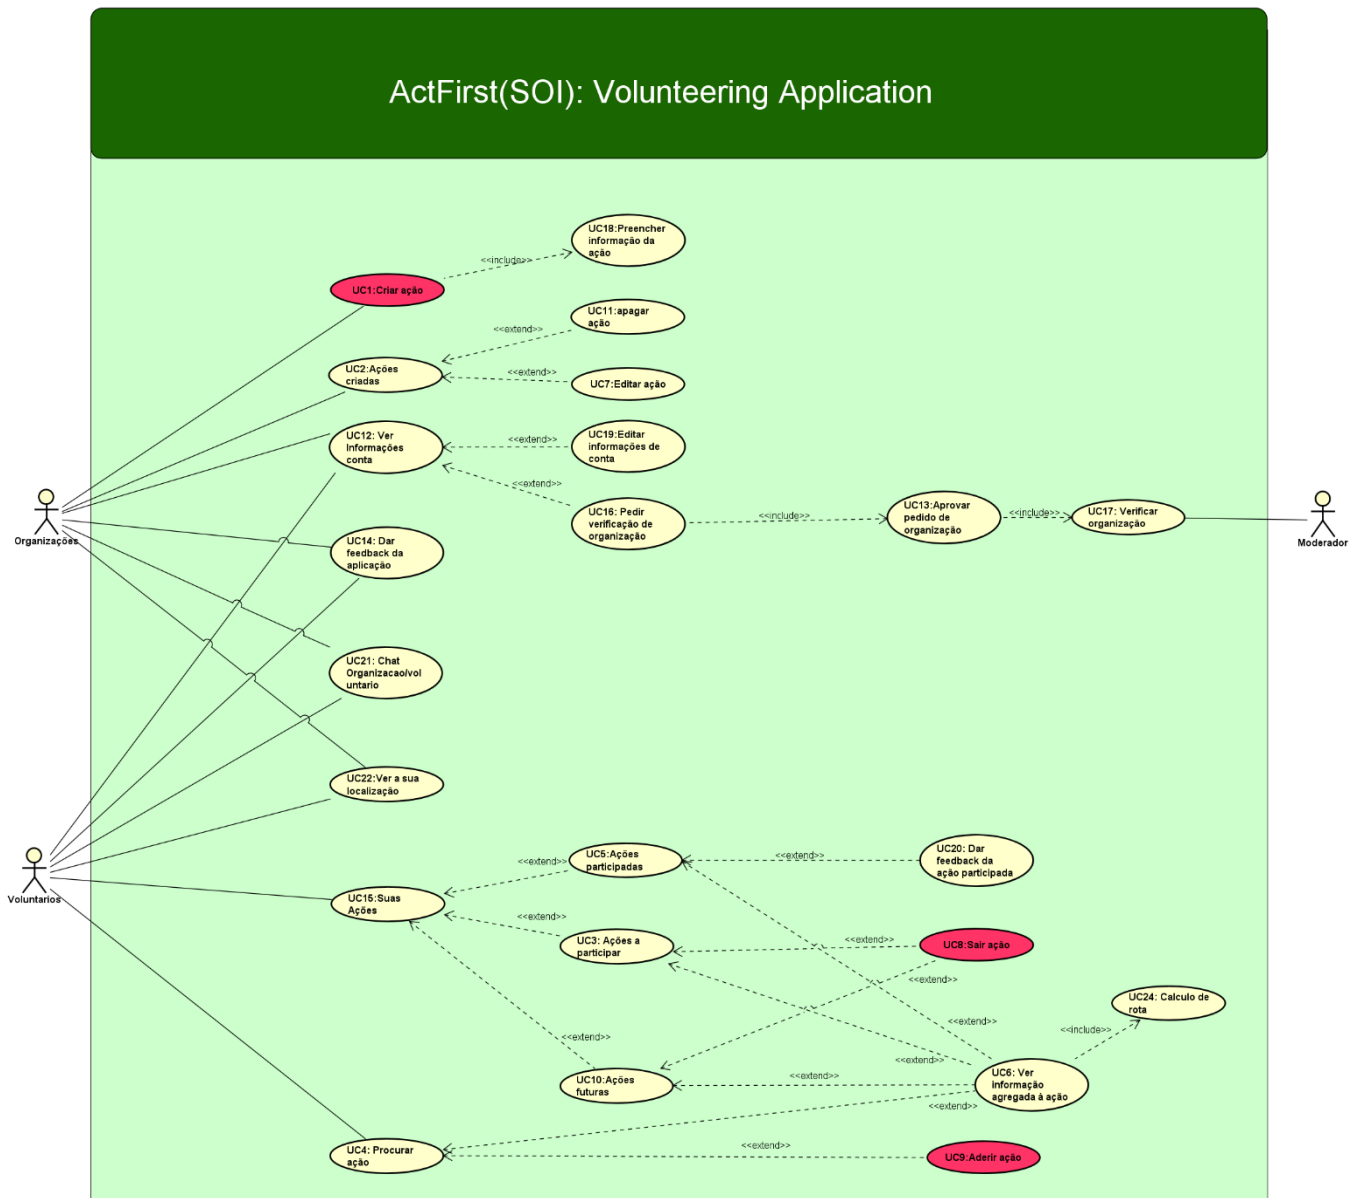 ActFirst(SOI): Volunteering Application
UC18:Preencher
informação da
ação
<<include>>
UC1:Criar ação
UC11:apagar
ação
<<extend>>
UC2:Ações
criadas
<<extend>>
UC7:Editar ação
UC12: Ver
Informações
conta
<<extend>>
UC19:Editar
informações de
conta
<<extend>>
UC16: Pedir
verificação de
organização
<<include>>
UC13:Aprovar
pedido de
organização
<<include>>
UC17: Verificar
organização
Organizações
Moderador
UC14: Dar
feedback da
aplicação
UC21: Chat
Organizacao/vol
untario
UC22:Ver a sua
localização
Voluntarios
UC5:Ações
participadas
<<extend>>
UC20: Dar
feedback da
ação participada
<<extend>>
UC15:Suas
Ações
<<extend>>
UC3: Ações a
participar
<<extend>>
UC8:Sair ação
<<extend>>
UC24: Calculo de
rota
<<extend>>
<<include>>
<<extend>>
<<extend>>
UC10:Ações
futuras
<<extend>>
UC6: Ver
informação
agregada à ação
<<extend>>
UC4: Procurar
ação
<<extend>>
UC9:Aderir ação